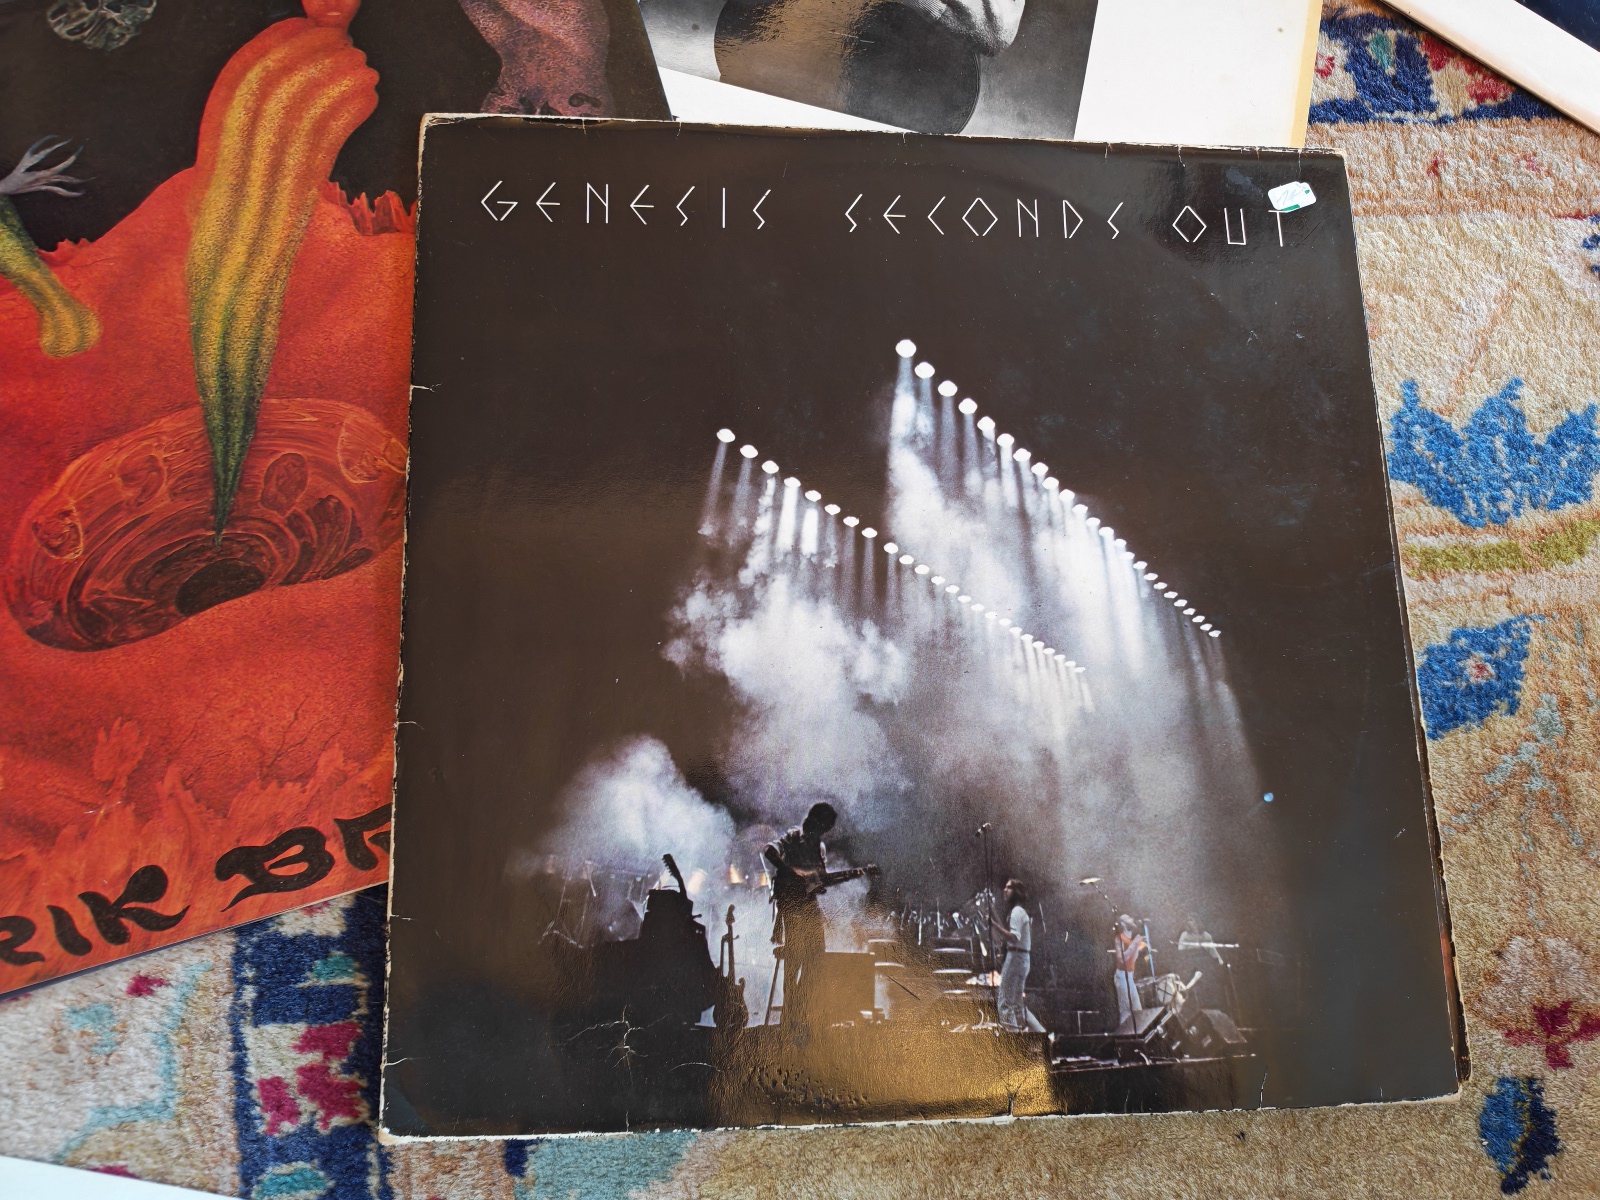 GENESIS SECONDS OUT
RIK BR